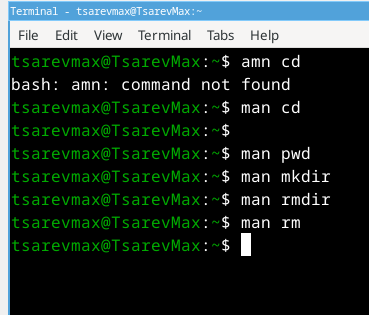 Terminal - tsarevmax@TsarevMax:~
File Edit View Terminal Tabs Help
tsarevmax@TsarevMax:~$ amn cd
bash: amn: command not found
tsarevmax@TsarevMax:~$ man cd
tsarevmax@TsarevMax:~$
tsarevmax@TsarevMax:~$ man pwd
tsarevmax@TsarevMax:~$ man mkdir
tsarevmax@TsarevMax:~$ man rmdir
tsarevmax@TsarevMax:~$ man rm
tsarevmax@TsarevMax:~$